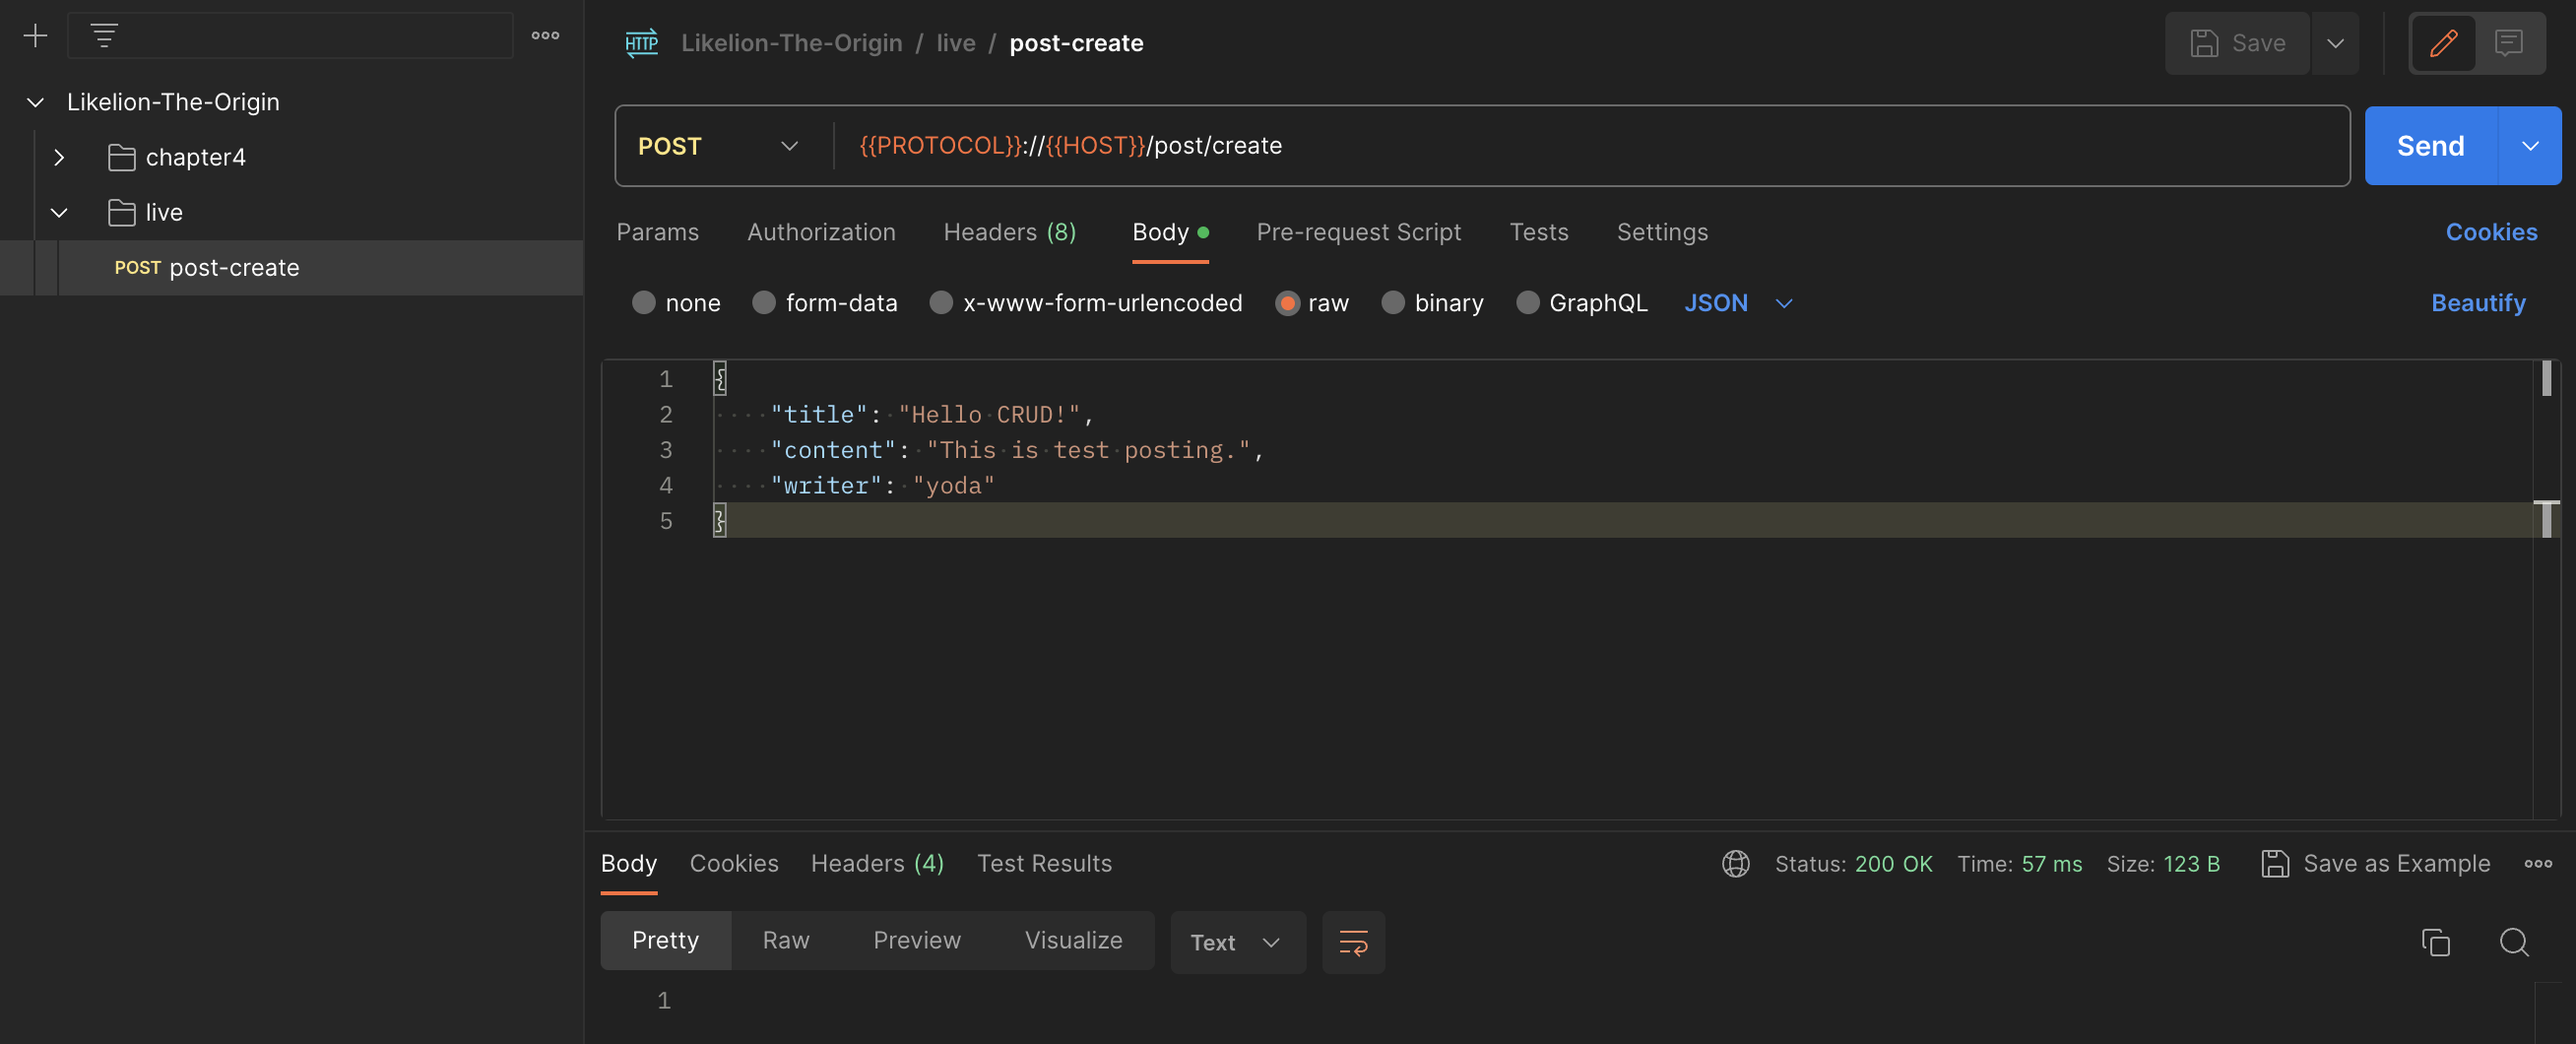 Likelion-The-Origin
chapter4
live
POST post-create
HTTP Likelion-The-Origin / live / post-create
Save
POST {{PROTOCOL}}://{{HOST}}/post/create
Send
Params Authorization Headers (8) Body Pre-request Script Tests Settings Cookies
none form-data x-www-form-urlencoded raw binary GraphQL JSON Beautify
1 {
2 "title": "Hello CRUD!",
3 "content": "This is test posting.",
4 "writer": "yoda"
5 }
Body Cookies Headers (4) Test Results Status: 200 OK Time: 57 ms Size: 123 B Save as Example
Pretty Raw Preview Visualize Text
1